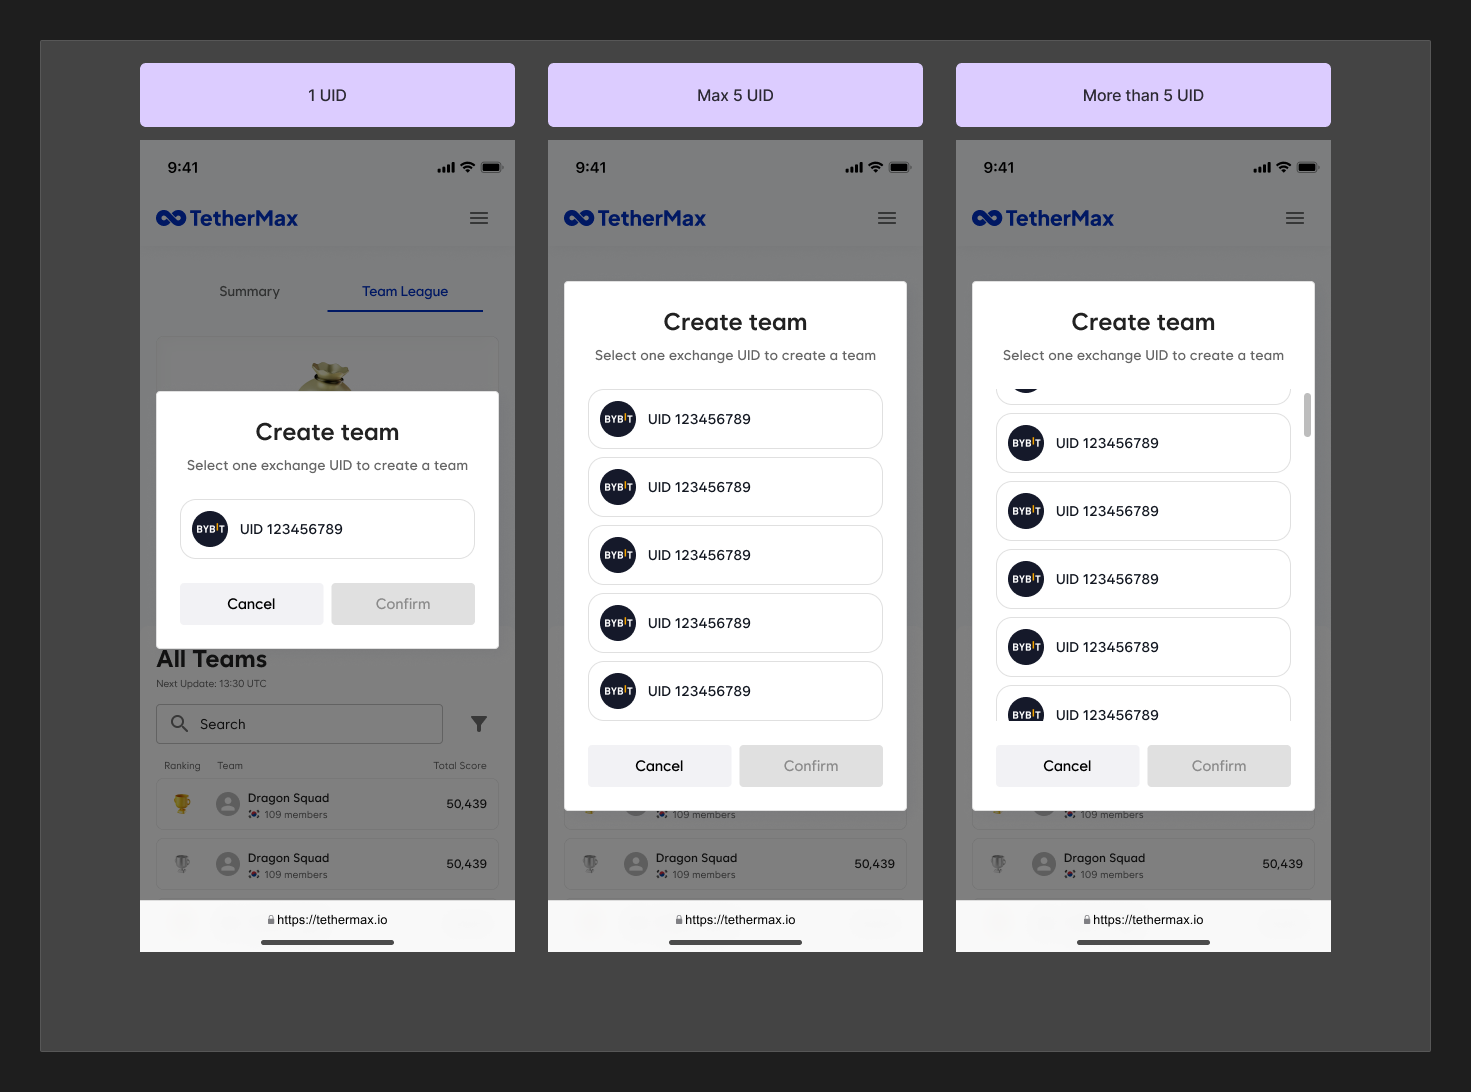 1 UID
9:41
TetherMax
Summary
Team League
Create team
Select one exchange UID to create a team
BYBIT
UID 123456789
Cancel
Confirm
All Teams
Next Update: 13:30 UTC
Search
Ranking
Team
Total Score
Dragon Squad
109 members
50,439
Dragon Squad
109 members
50,439
https://tethermax.io
Max 5 UID
9:41
TetherMax
Create team
Select one exchange UID to create a team
BYBIT
UID 123456789
BYBIT
UID 123456789
BYBIT
UID 123456789
BYBIT
UID 123456789
BYBIT
UID 123456789
Cancel
Confirm
109 members
Dragon Squad
109 members
50,439
https://tethermax.io
More than 5 UID
9:41
TetherMax
Create team
Select one exchange UID to create a team
BYBIT
UID 123456789
BYBIT
UID 123456789
BYBIT
UID 123456789
BYBIT
UID 123456789
BYBIT
UID 123456789
Cancel
Confirm
109 members
Dragon Squad
109 members
50,439
https://tethermax.io